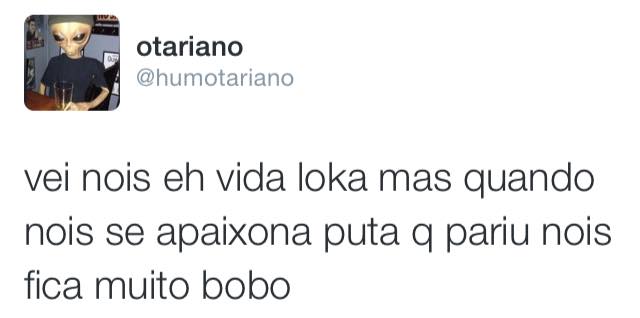 otariano
@humotariano
vei nois eh vida loka mas quando
nois se apaixona puta q pariu nois
fica muito bobo